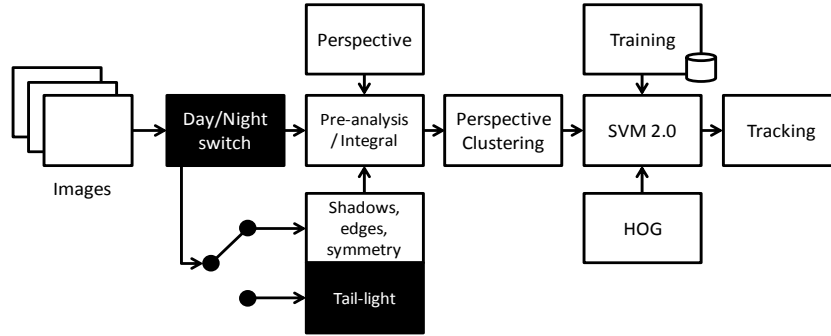 Perspective
Training
Day/Night
switch
Pre-analysis
/ Integral
Perspective
Clustering
SVM 2.0
Tracking
Images
Shadows,
edges,
symmetry
HOG
Tail-light